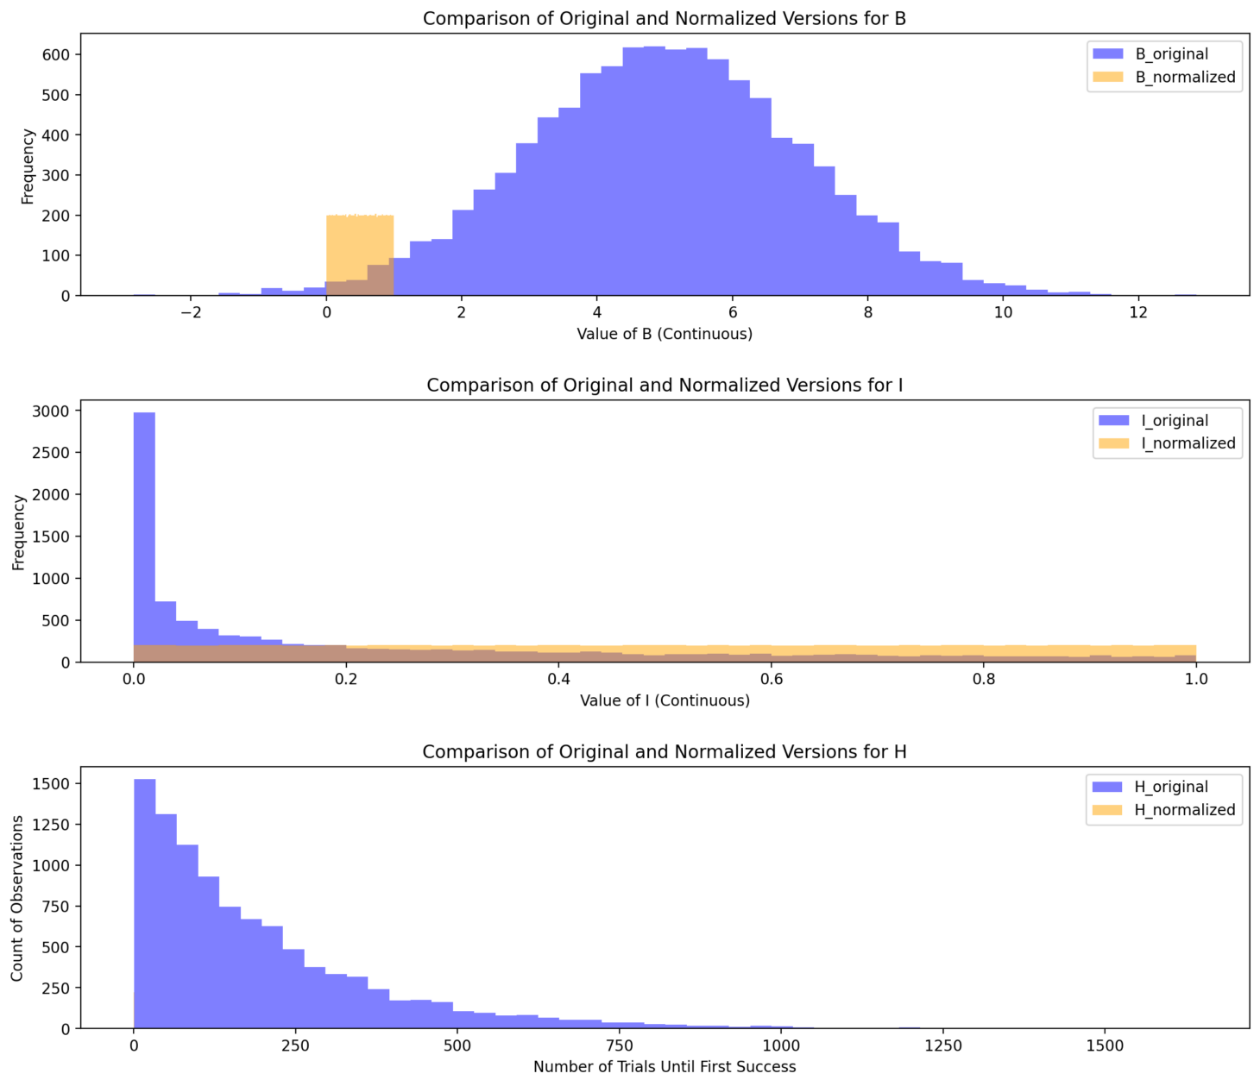 Comparison of Original and Normalized Versions for B
B_original
B_normalized
600
500
400
300
200
100
0
Frequency
−2
0
2
4
6
8
10
12
Value of B (Continuous)
Comparison of Original and Normalized Versions for I
I_original
I_normalized
3000
2500
2000
1500
1000
500
0
Frequency
0.0
0.2
0.4
0.6
0.8
1.0
Value of I (Continuous)
Comparison of Original and Normalized Versions for H
H_original
H_normalized
1500
1250
1000
750
500
250
0
Count of Observations
0
250
500
750
1000
1250
1500
Number of Trials Until First Success